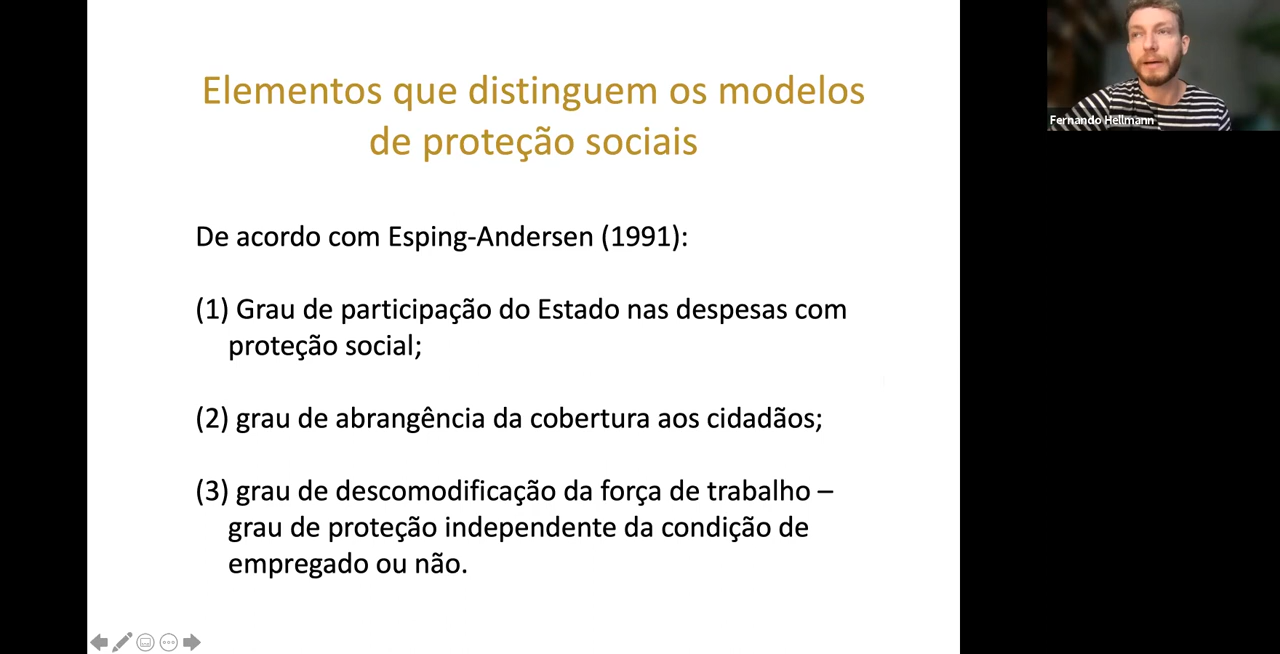 Elementos que distinguem os modelos
de proteção sociais
De acordo com Esping-Andersen (1991):
(1) Grau de participação do Estado nas despesas com
proteção social;
(2) grau de abrangência da cobertura aos cidadãos;
(3) grau de descomodificação da força de trabalho –
grau de proteção independente da condição de
empregado ou não.
Fernando Hellmann